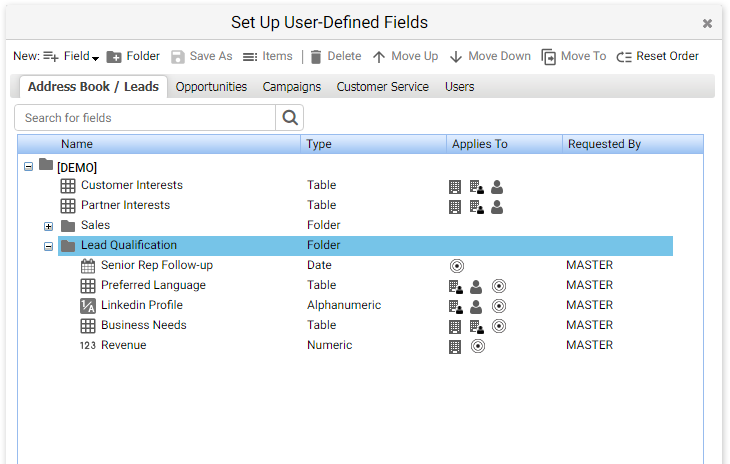 Set Up User-Defined Fields
New: Field Folder Save As Items Delete Move Up Move Down Move To Reset Order
Address Book / Leads Opportunities Campaigns Customer Service Users
Search for fields
Name Type Applies To Requested By
[DEMO]
Customer Interests Table
Partner Interests Table
Sales Folder
Lead Qualification Folder
Senior Rep Follow-up Date MASTER
Preferred Language Table MASTER
1/A Linkedin Profile Alphanumeric MASTER
Business Needs Table MASTER
123 Revenue Numeric MASTER